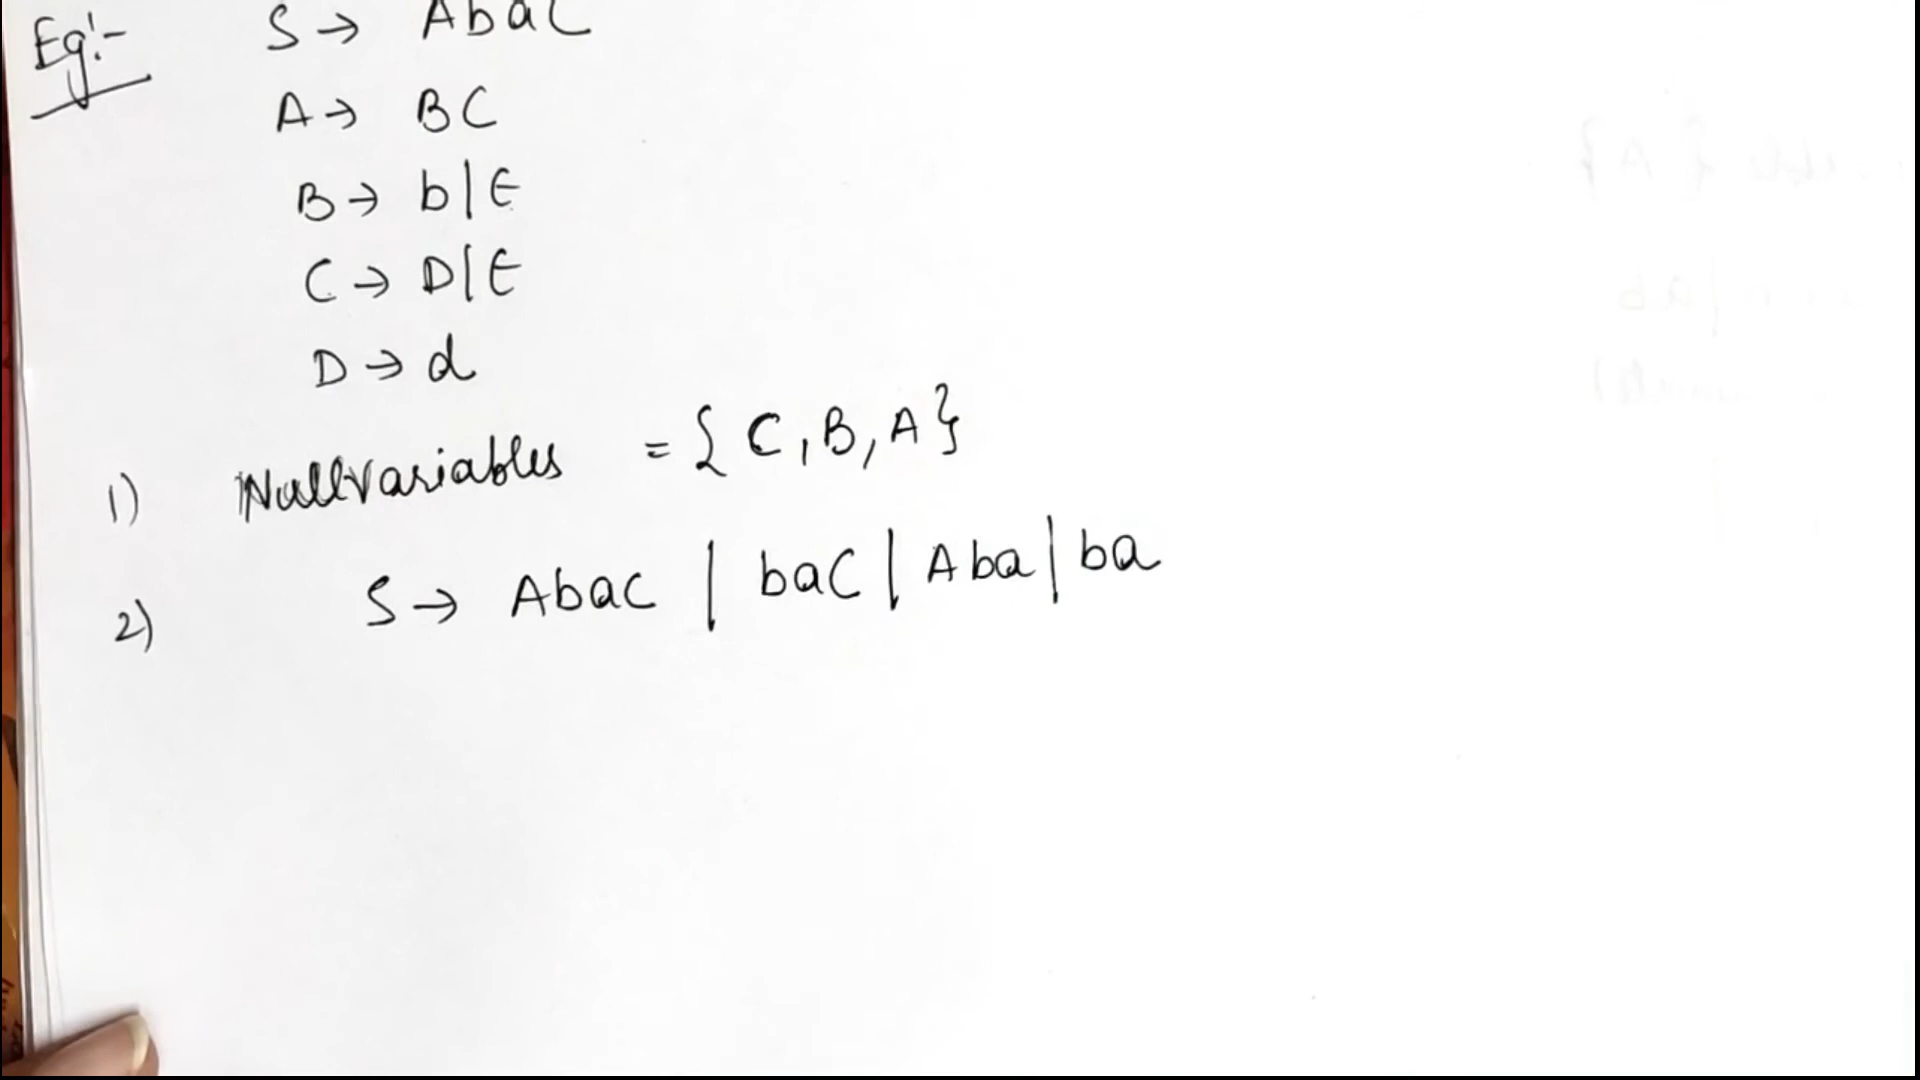 Eg:- S → AbaC
A → BC
B → b|ε
C → D|ε
D → d
1) Nullvariables = { C, B, A }
2) S → AbaC | baC | Aba | ba